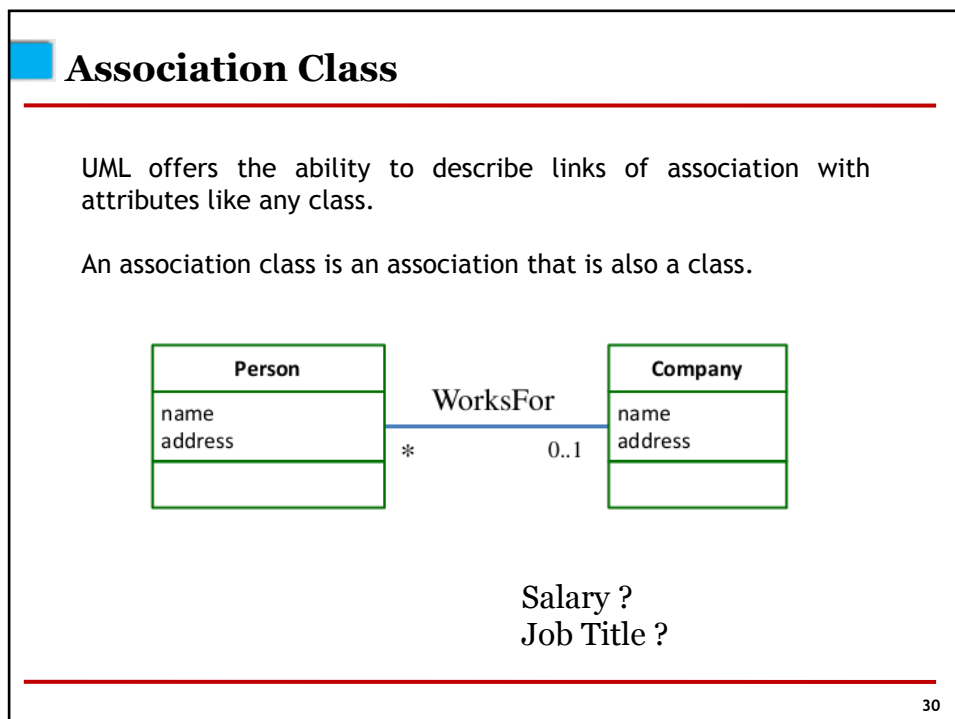 Association Class
UML offers the ability to describe links of association with
attributes like any class.
An association class is an association that is also a class.
Person
name
address
WorksFor
*
0..1
Company
name
address
Salary ?
Job Title ?
30